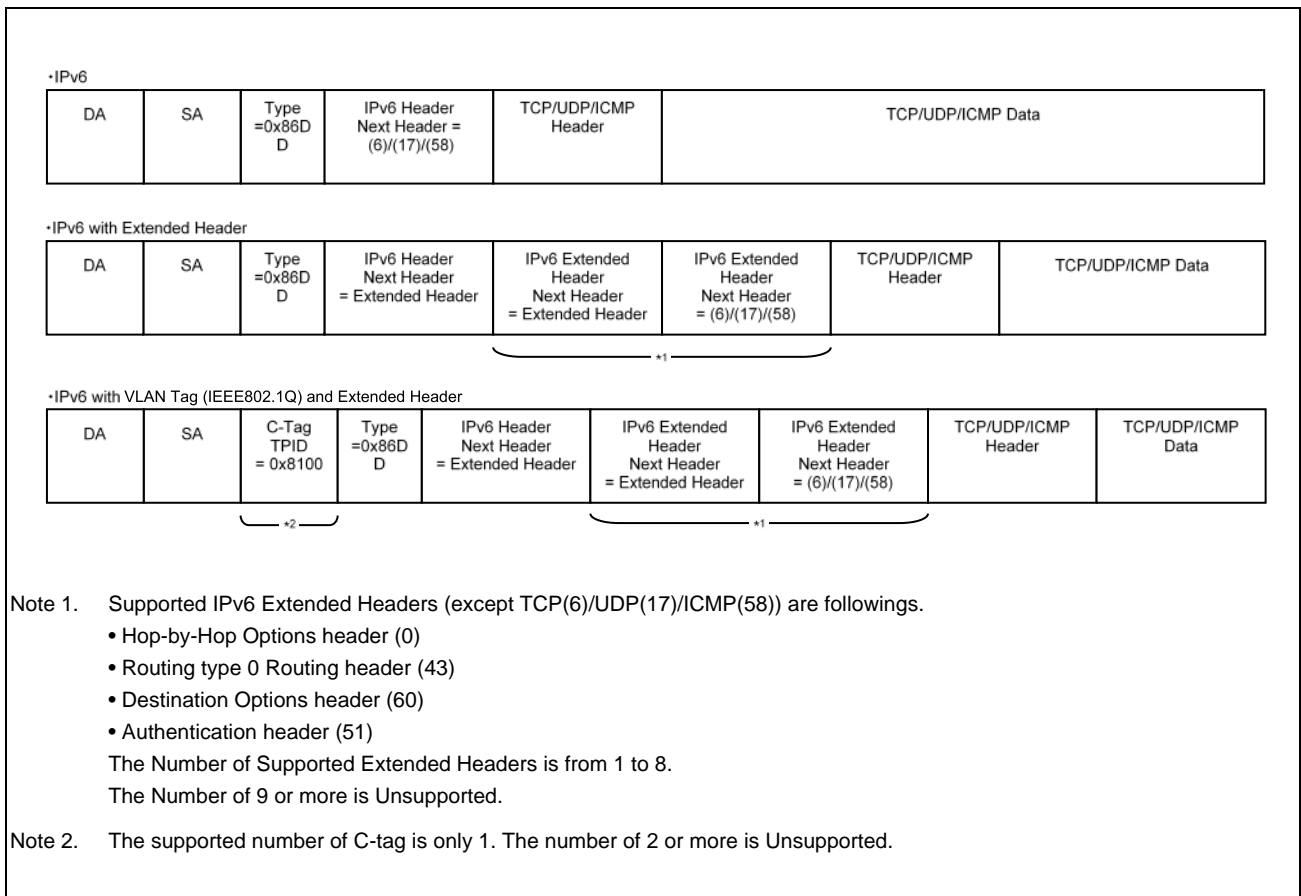 ・IPv6
DA SA Type =0x86D D IPv6 Header Next Header = (6)/(17)/(58) TCP/UDP/ICMP Header TCP/UDP/ICMP Data
・IPv6 with Extended Header
DA SA Type =0x86D D IPv6 Header Next Header = Extended Header IPv6 Extended Header Next Header = Extended Header IPv6 Extended Header Next Header = (6)/(17)/(58) TCP/UDP/ICMP Header TCP/UDP/ICMP Data
*1
・IPv6 with VLAN Tag (IEEE802.1Q) and Extended Header
DA SA C-Tag TPID = 0x8100 Type =0x86D D IPv6 Header Next Header = Extended Header IPv6 Extended Header Next Header = Extended Header IPv6 Extended Header Next Header = (6)/(17)/(58) TCP/UDP/ICMP Header TCP/UDP/ICMP Data
*2 *1
Note 1. Supported IPv6 Extended Headers (except TCP(6)/UDP(17)/ICMP(58)) are followings.
• Hop-by-Hop Options header (0)
• Routing type 0 Routing header (43)
• Destination Options header (60)
• Authentication header (51)
The Number of Supported Extended Headers is from 1 to 8.
The Number of 9 or more is Unsupported.
Note 2. The supported number of C-tag is only 1. The number of 2 or more is Unsupported.